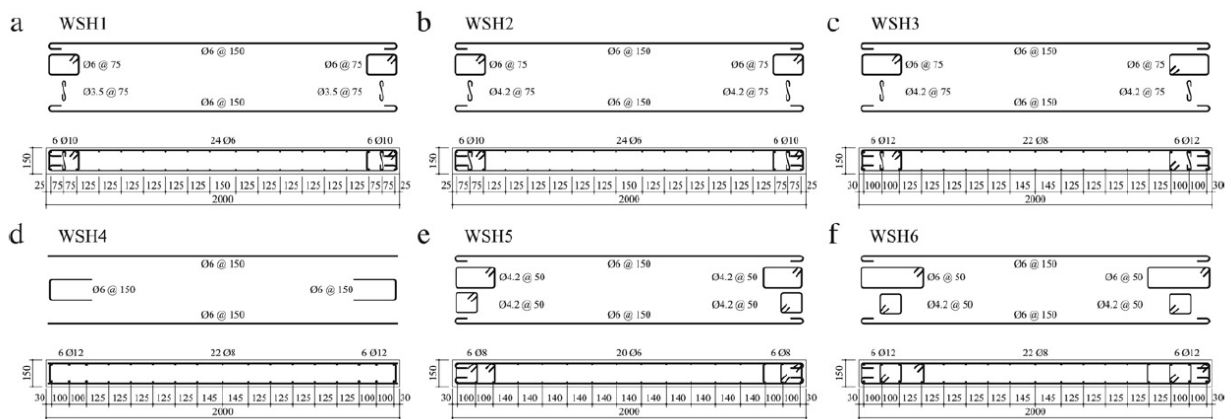 a WSH1
Ø6 @ 150
Ø6 @ 75 Ø6 @ 75
Ø3.5 @ 75 Ø3.5 @ 75
Ø6 @ 150
6 Ø10 24 Ø6 6 Ø10
150
25 75 75 125 125 125 125 125 125 150 125 125 125 125 125 125 75 75 25
2000
b WSH2
Ø6 @ 150
Ø6 @ 75 Ø6 @ 75
Ø4.2 @ 75 Ø4.2 @ 75
Ø6 @ 150
6 Ø10 24 Ø6 6 Ø10
150
25 75 75 125 125 125 125 125 125 150 125 125 125 125 125 125 75 75 25
2000
c WSH3
Ø6 @ 150
Ø6 @ 75 Ø6 @ 75
Ø4.2 @ 75 Ø4.2 @ 75
Ø6 @ 150
6 Ø12 22 Ø8 6 Ø12
150
30 100 100 125 125 125 125 125 145 145 125 125 125 125 125 100 100 30
2000
d WSH4
Ø6 @ 150
Ø6 @ 150 Ø6 @ 150
Ø6 @ 150
6 Ø12 22 Ø8 6 Ø12
150
30 100 100 125 125 125 125 125 145 145 125 125 125 125 125 100 100 30
2000
e WSH5
Ø6 @ 150
Ø4.2 @ 50 Ø4.2 @ 50
Ø4.2 @ 50 Ø4.2 @ 50
Ø6 @ 150
6 Ø8 20 Ø6 6 Ø8
150
30 100 100 140 140 140 140 140 140 140 140 140 140 140 100 100 30
2000
f WSH6
Ø6 @ 150
Ø6 @ 50 Ø6 @ 50
Ø4.2 @ 50 Ø4.2 @ 50
Ø6 @ 150
6 Ø12 22 Ø8 6 Ø12
150
30 100 100 125 125 125 125 125 145 145 125 125 125 125 125 100 100 30
2000